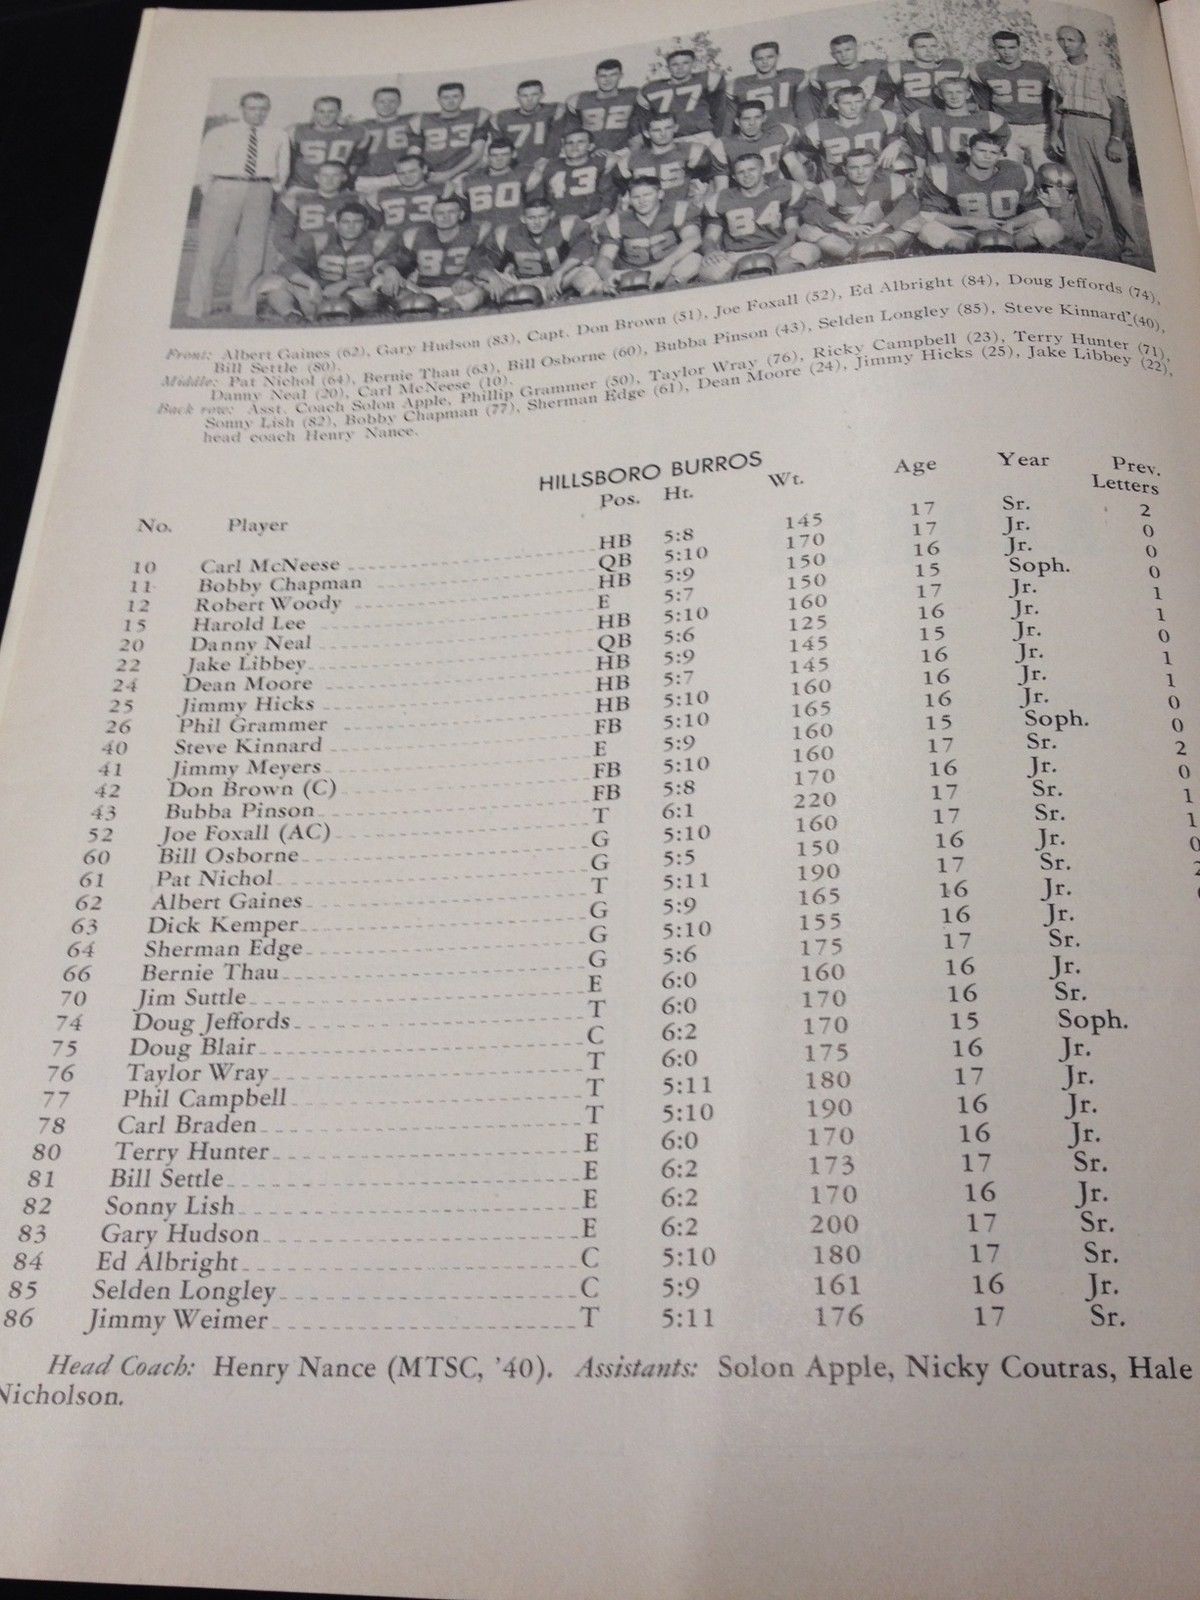 Front: Albert Gaines (62), Gary Hudson (83), Capt. Don Brown (51), Joe Foxall (52), Ed Albright (84), Doug Jeffords (74),
Bill Settle (80).
Middle: Pat Nichol (64), Bernie Thau (63), Bill Osborne (60), Bubba Pinson (43), Selden Longley (85), Steve Kinnard (40),
Danny Neal (20), Carl McNeese (10).
Back row: Asst. Coach Solon Apple, Phillip Grammer (50), Taylor Wray (76), Ricky Campbell (23), Terry Hunter (71),
Sonny Lish (82), Bobby Chapman (77), Sherman Edge (61), Dean Moore (24), Jimmy Hicks (25), Jake Libbey (22),
head coach Henry Nance.
HILLSBORO BURROS
No. Player Pos. Ht. Wt. Age Year Prev. Letters
10 Carl McNeese HB 5:8 145 17 Sr. 2
11 Bobby Chapman QB 5:10 170 17 Jr. 0
12 Robert Woody HB 5:9 150 16 Jr. 0
15 Harold Lee E 5:7 150 15 Soph. 0
20 Danny Neal HB 5:10 160 17 Jr. 1
22 Jake Libbey QB 5:6 125 16 Jr. 1
24 Dean Moore HB 5:9 145 15 Jr. 0
25 Jimmy Hicks HB 5:7 145 16 Jr. 1
26 Phil Grammer HB 5:10 160 16 Jr. 1
40 Steve Kinnard FB 5:10 165 16 Jr. 0
41 Jimmy Meyers E 5:9 160 15 Soph. 0
42 Don Brown (C) FB 5:10 160 17 Sr. 2
43 Bubba Pinson FB 5:8 170 16 Jr. 0
52 Joe Foxall (AC) T 6:1 220 17 Sr. 1
60 Bill Osborne G 5:10 160 17 Sr. 1
61 Pat Nichol G 5:5 150 16 Jr. 0
62 Albert Gaines T 5:11 190 17 Sr. 2
63 Dick Kemper G 5:9 165 16 Jr.
64 Sherman Edge G 5:10 155 16 Jr.
66 Bernie Thau G 5:6 175 17 Sr.
70 Jim Suttle E 6:0 160 16 Jr.
74 Doug Jeffords T 6:0 170 16 Sr.
75 Doug Blair C 6:2 170 15 Soph.
76 Taylor Wray T 6:0 175 16 Jr.
77 Phil Campbell T 5:11 180 17 Jr.
78 Carl Braden T 5:10 190 16 Jr.
80 Terry Hunter E 6:0 170 16 Jr.
81 Bill Settle E 6:2 173 17 Sr.
82 Sonny Lish E 6:2 170 16 Jr.
83 Gary Hudson E 6:2 200 17 Sr.
84 Ed Albright C 5:10 180 17 Sr.
85 Selden Longley C 5:9 161 16 Jr.
86 Jimmy Weimer T 5:11 176 17 Sr.
Head Coach: Henry Nance (MTSC, '40). Assistants: Solon Apple, Nicky Coutras, Hale
Nicholson.